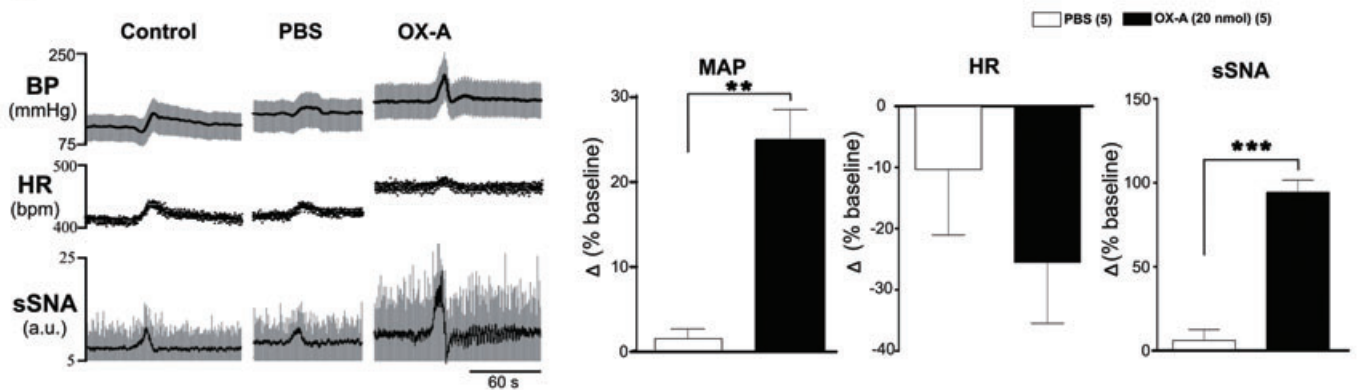 Control PBS OX-A
BP
(mmHg)
250
75
HR
(bpm)
500
400
sSNA
(a.u.)
25
5
60 s
PBS (5) OX-A (20 nmol) (5)
MAP
Δ (% baseline)
30
20
10
0
**
HR
Δ (% baseline)
0
-10
-20
-30
-40
sSNA
Δ(% baseline)
150
100
50
0
***